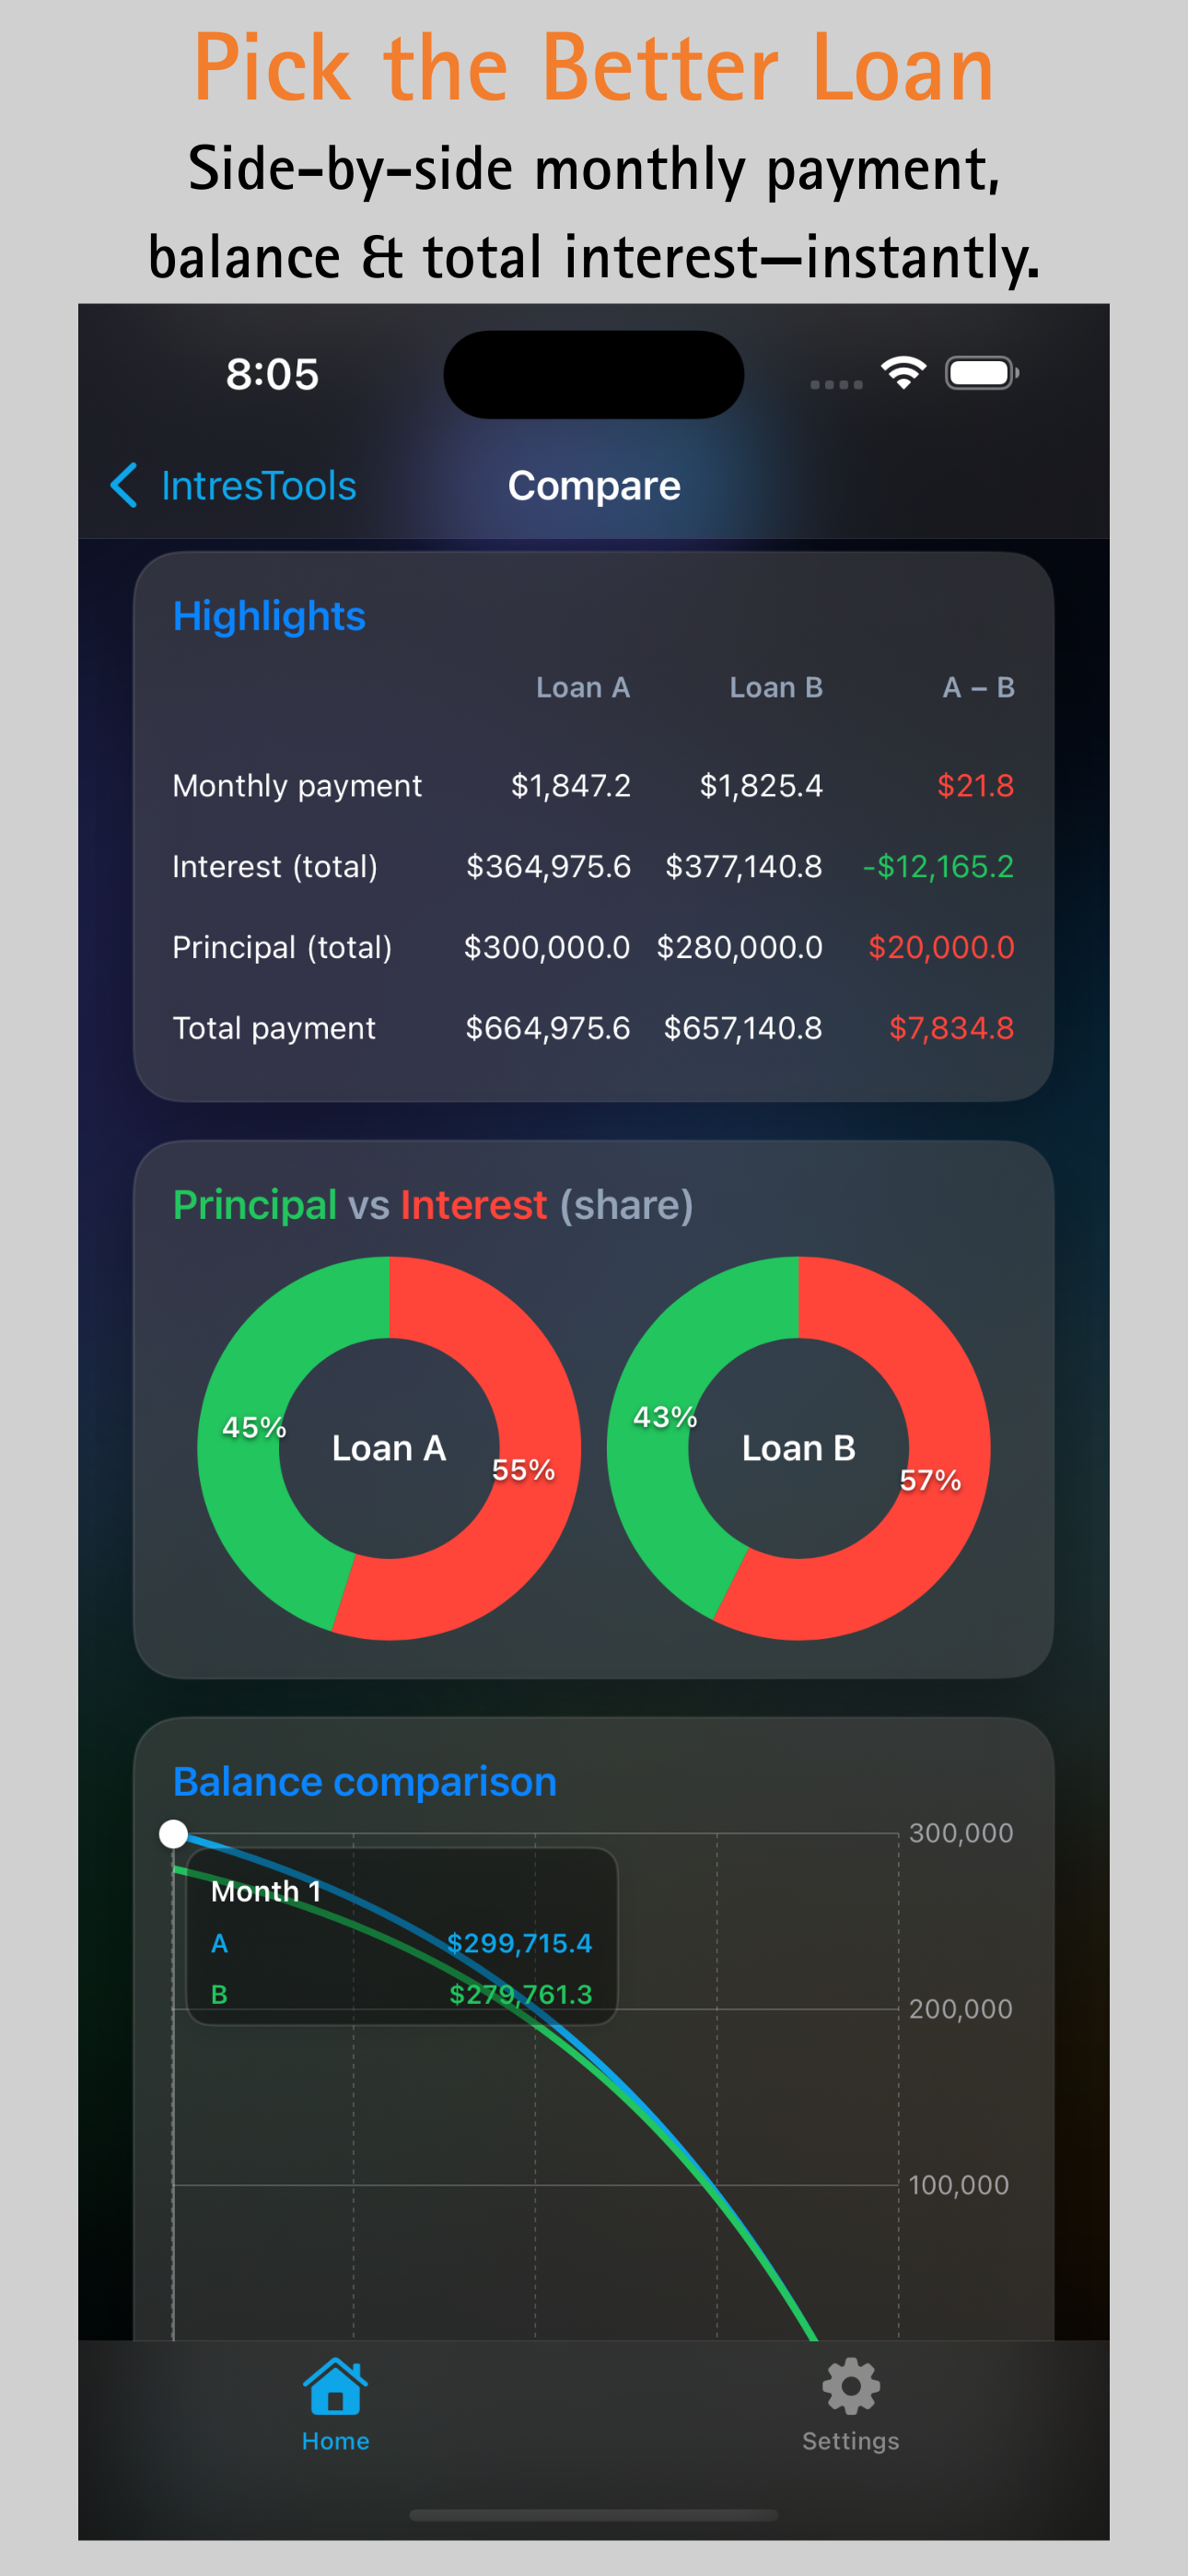 Pick the Better Loan
Side-by-side monthly payment,
balance & total interest—instantly.
8:05
IntresTools Compare
Highlights
Loan A Loan B A – B
Monthly payment $1,847.2 $1,825.4 $21.8
Interest (total) $364,975.6 $377,140.8 -$12,165.2
Principal (total) $300,000.0 $280,000.0 $20,000.0
Total payment $664,975.6 $657,140.8 $7,834.8
Principal vs Interest (share)
45% Loan A 55%
43% Loan B 57%
Balance comparison
300,000
Month 1
A $299,715.4
B $279,761.3
200,000
100,000
Home Settings